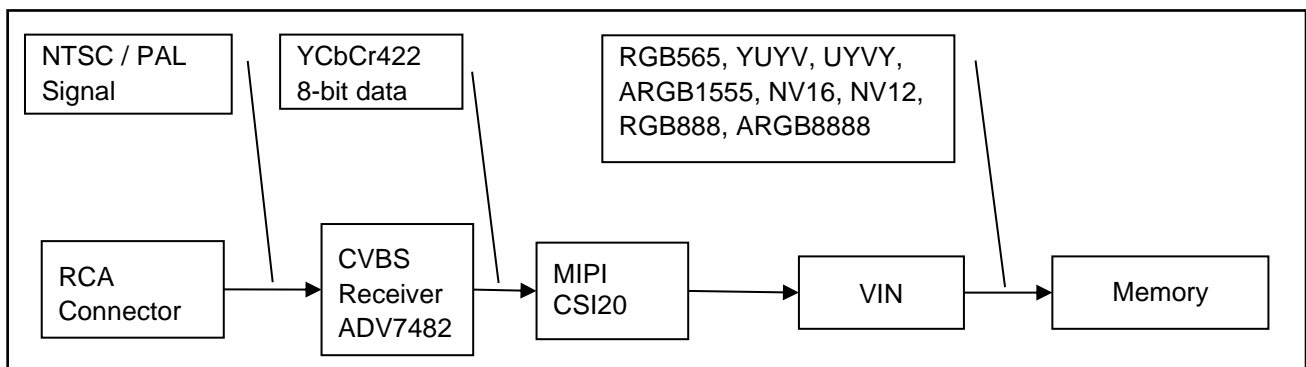 NTSC / PAL
Signal
YCbCr422
8-bit data
RGB565, YUYV, UYVY,
ARGB1555, NV16, NV12,
RGB888, ARGB8888
RCA
Connector
CVBS
Receiver
ADV7482
MIPI
CSI20
VIN
Memory